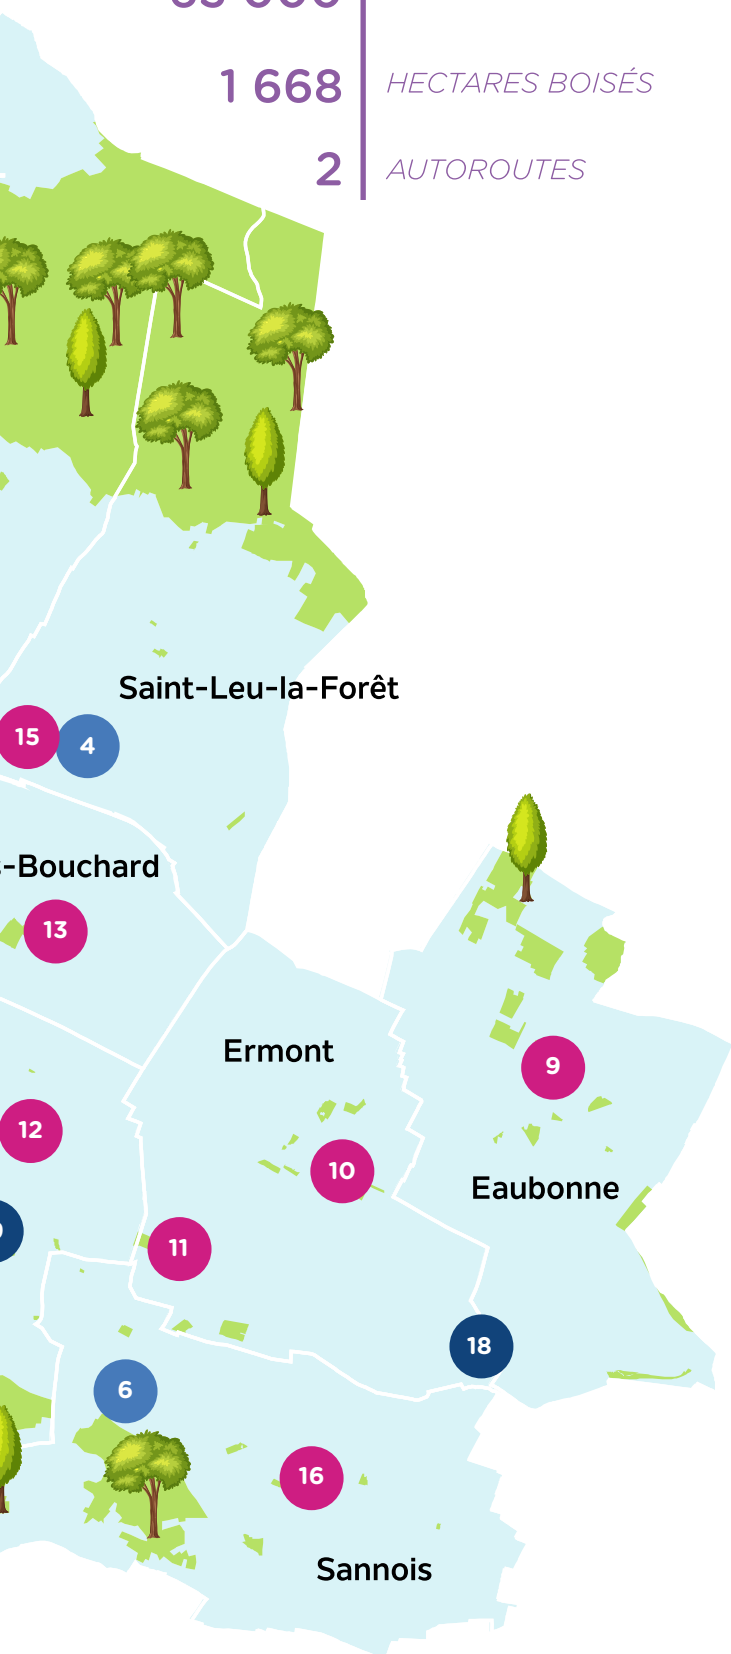 1 668 HECTARES BOISÉS
2 AUTOROUTES
Saint-Leu-la-Forêt
15 4
-Bouchard
13
Ermont
9
12
10
Eaubonne
11
18
6
16
Sannois